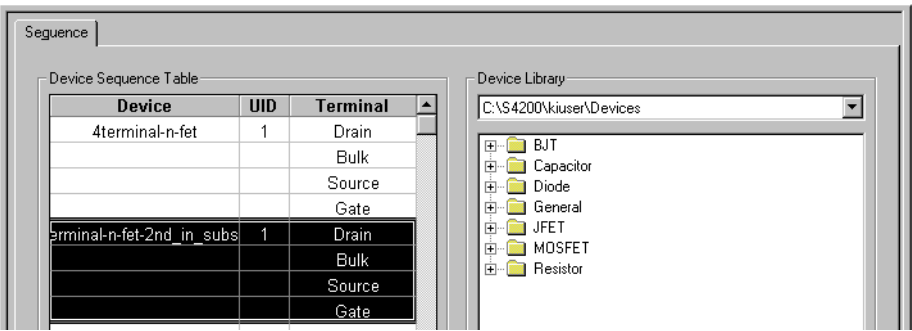 Sequence
Device Sequence Table
Device UID Terminal
4terminal-n-fet 1 Drain
Bulk
Source
Gate
erminal-n-fet-2nd_in_subs 1 Drain
Bulk
Source
Gate
Device Library
C:\S4200\kiuser\Devices
BJT
Capacitor
Diode
General
JFET
MOSFET
Resistor